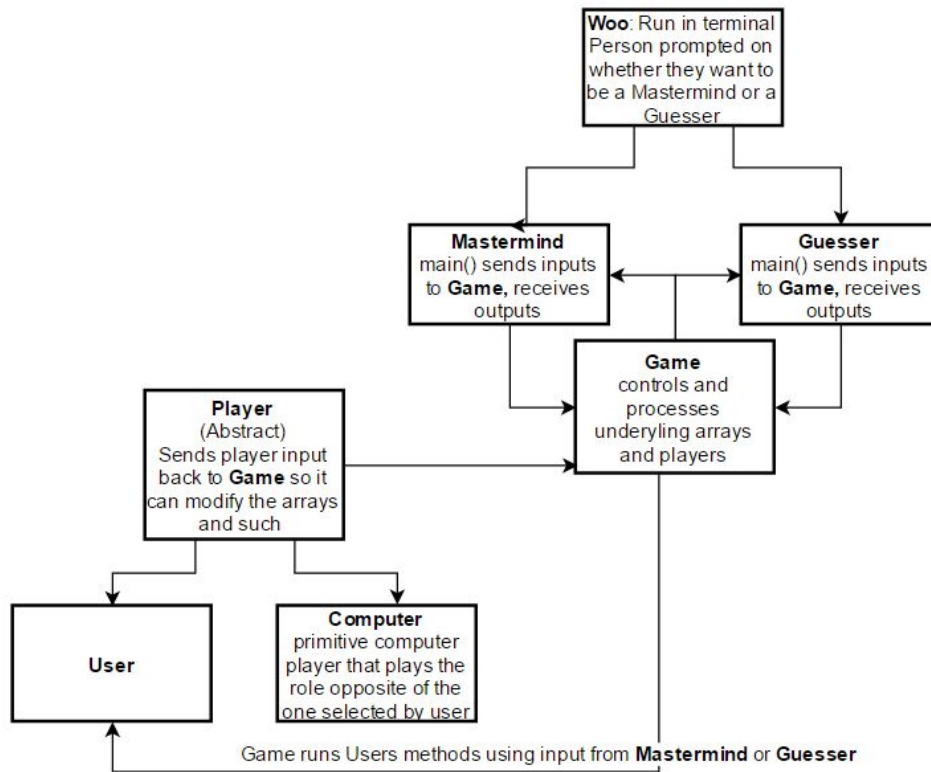 Woo: Run in terminal
Person prompted on
whether they want to
be a Mastermind or a
Guesser
Mastermind
main() sends inputs
to Game, receives
outputs
Guesser
main() sends inputs
to Game, receives
outputs
Game
controls and
processes
underyling arrays
and players
Player
(Abstract)
Sends player input
back to Game so it
can modify the arrays
and such
User
Computer
primitive computer
player that plays the
role opposite of the
one selected by user
Game runs Users methods using input from Mastermind or Guesser